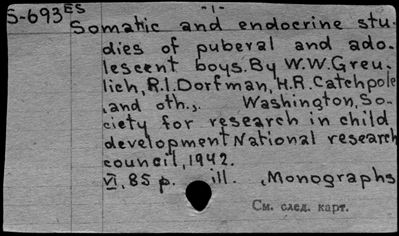 S-693ES
-1-
Somatic and endocrine stu-
dies of puberal and ado-
lescent boys. By W.W.Greu-
lich, R.I.Dorfman, H.R.Catchpole
and oth., Washington, So-
ciety for research in child
development National research
council, 1942.
VI, 85 p. ill. , Monographs
См. след. карт.